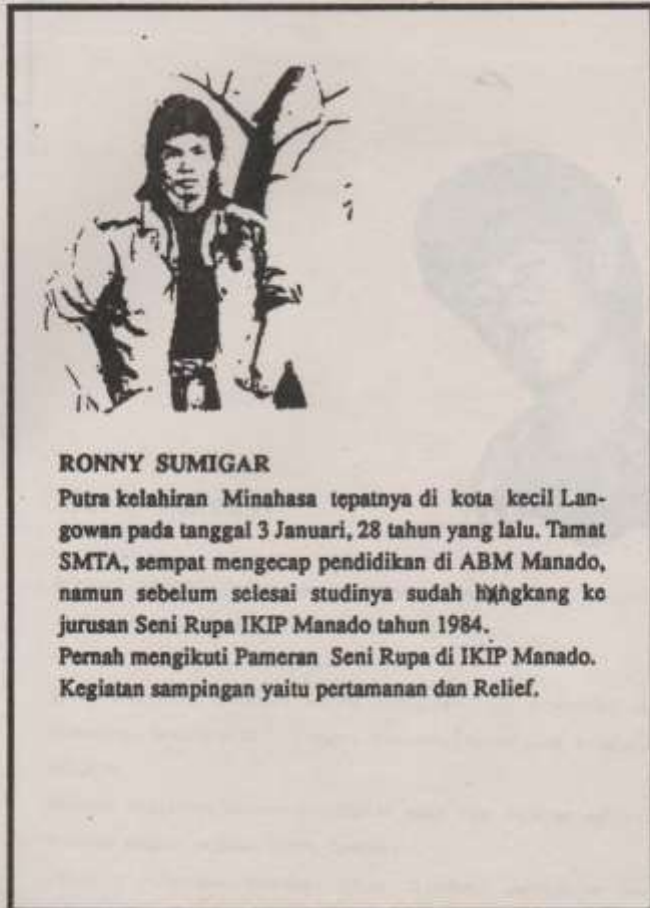 RONNY SUMIGAR
Putra kelahiran Minahasa tepatnya di kota kecil Lan-
gowan pada tanggal 3 Januari, 28 tahun yang lalu. Tamat
SMTA, sempat mengecap pendidikan di ABM Manado,
namun sebelum selesai studinya sudah ke
jurusan Seni Rupa IKIP Manado tahun 1984.
Pernah mengikuti Pameran Seni Rupa di IKIP Manado.
Kegiatan sampingan yaitu pertamanan dan Relief.